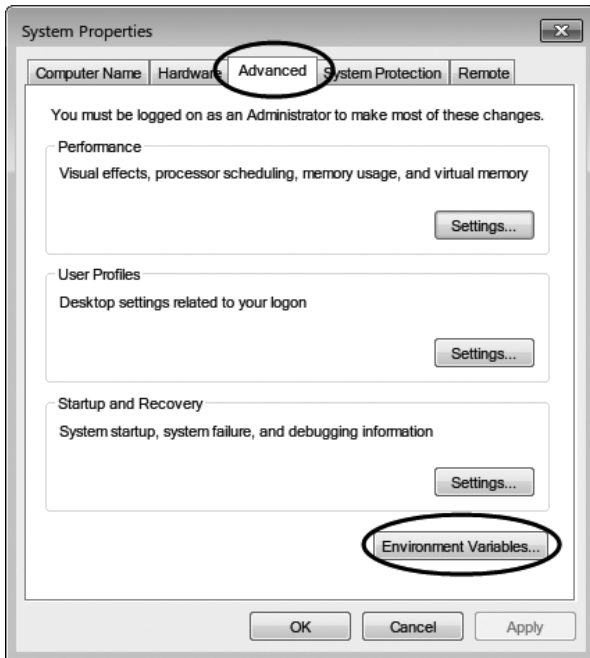 System Properties
Computer Name Hardware Advanced System Protection Remote
You must be logged on as an Administrator to make most of these changes.
Performance
Visual effects, processor scheduling, memory usage, and virtual memory
Settings...
User Profiles
Desktop settings related to your logon
Settings...
Startup and Recovery
System startup, system failure, and debugging information
Settings...
Environment Variables...
OK Cancel Apply